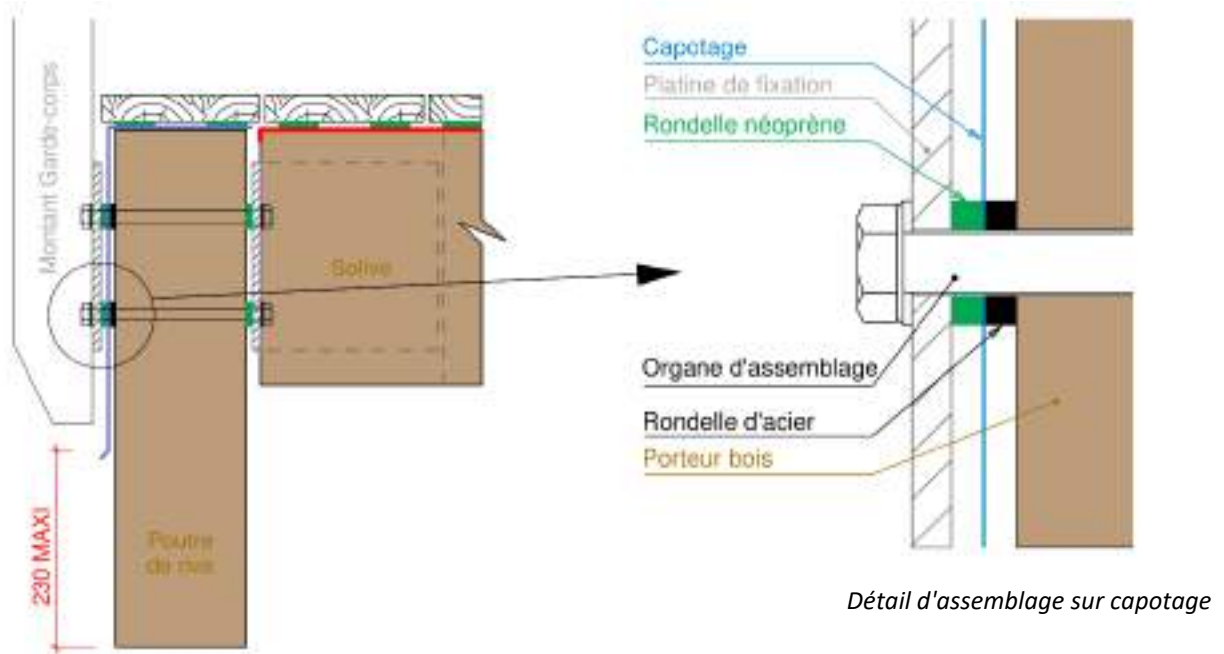 Montant Garde-corps
Solive
Poutre
de rive
230 MAXI
Capotage
Platine de fixation
Rondelle néoprène
Organe d'assemblage
Rondelle d'acier
Porteur bois
Détail d'assemblage sur capotage